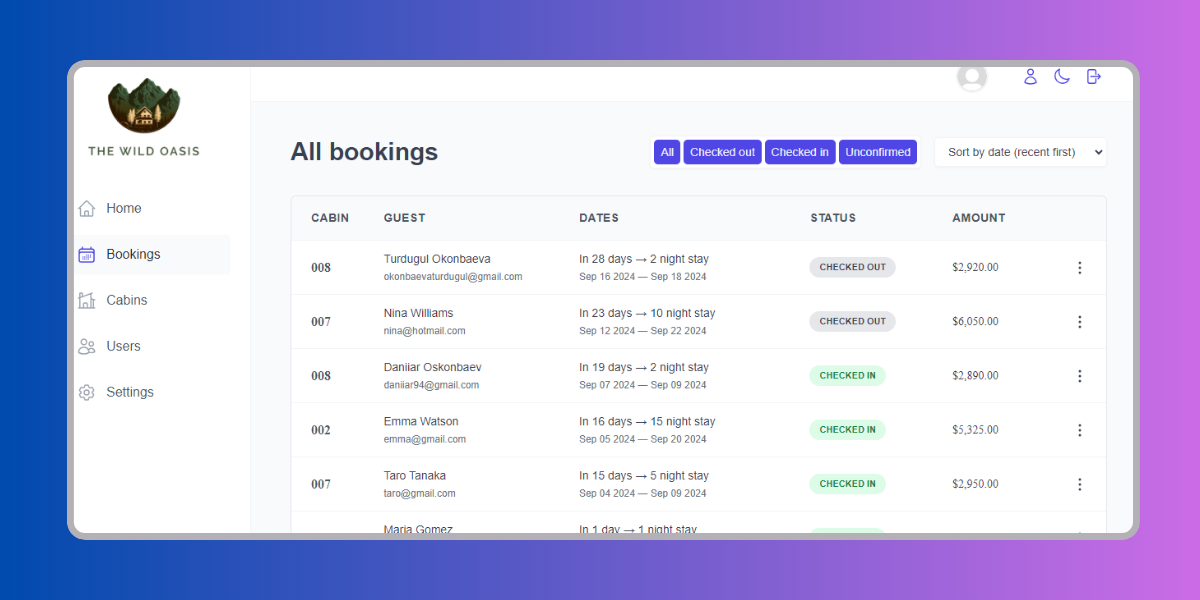 THE WILD OASIS
Home
Bookings
Cabins
Users
Settings
All bookings
All Checked out Checked in Unconfirmed Sort by date (recent first)
CABIN GUEST DATES STATUS AMOUNT
008 Turdugul Okonbaeva In 28 days → 2 night stay CHECKED OUT $2,920.00
okonbaevaturdugul@gmail.com Sep 16 2024 — Sep 18 2024
007 Nina Williams In 23 days → 10 night stay CHECKED OUT $6,050.00
nina@hotmail.com Sep 12 2024 — Sep 22 2024
008 Daniiar Oskonbaev In 19 days → 2 night stay CHECKED IN $2,890.00
daniiar94@gmail.com Sep 07 2024 — Sep 09 2024
002 Emma Watson In 16 days → 15 night stay CHECKED IN $5,325.00
emma@gmail.com Sep 05 2024 — Sep 20 2024
007 Taro Tanaka In 15 days → 5 night stay CHECKED IN $2,950.00
taro@gmail.com Sep 04 2024 — Sep 09 2024
Maria Gomez In 1 day → 1 night stay